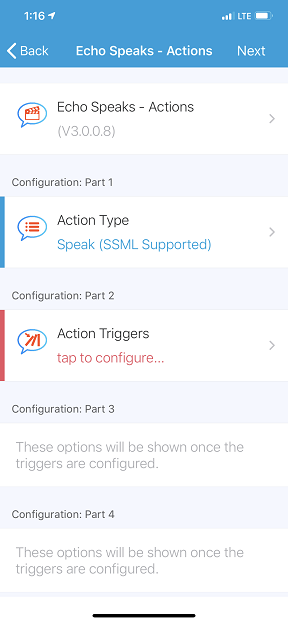 1:16 LTE
Back Echo Speaks - Actions Next
Echo Speaks - Actions
(V3.0.0.8)
Configuration: Part 1
Action Type
Speak (SSML Supported)
Configuration: Part 2
Action Triggers
tap to configure...
Configuration: Part 3
These options will be shown once the
triggers are configured.
Configuration: Part 4
These options will be shown once the
triggers are configured.